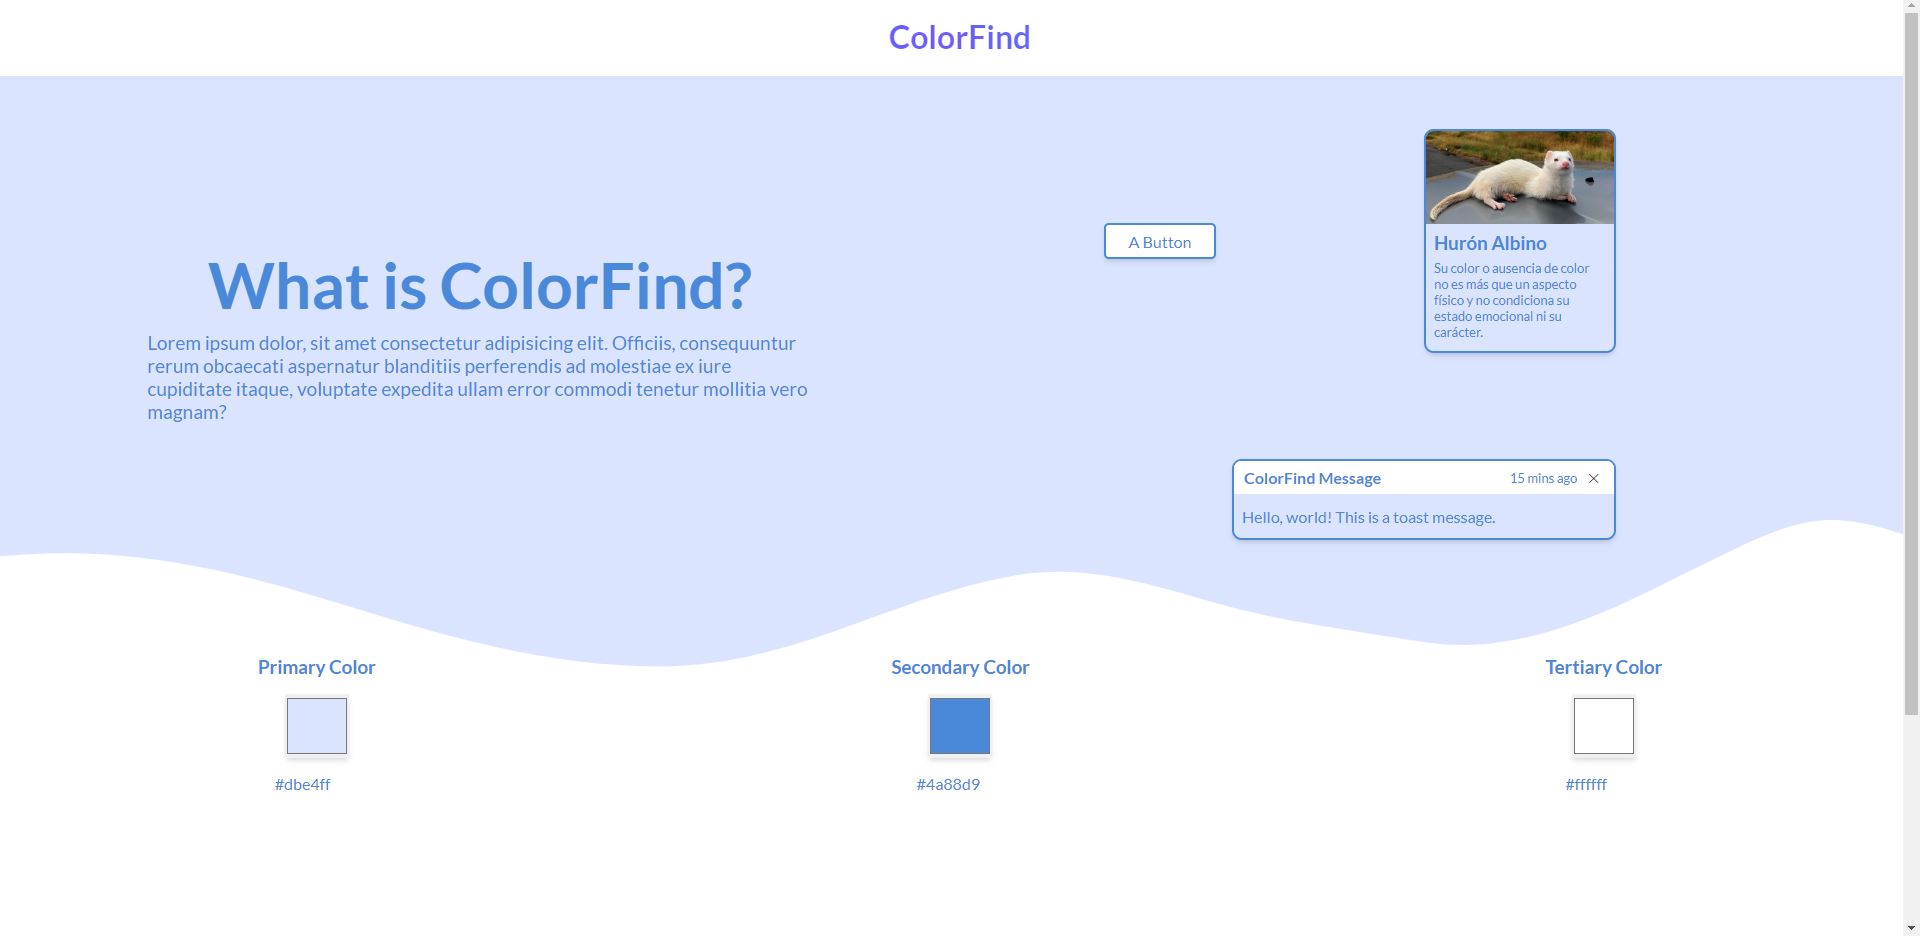 ColorFind
What is ColorFind?
Lorem ipsum dolor, sit amet consectetur adipisicing elit. Officiis, consequuntur
rerum obcaecati aspernatur blanditiis perferendis ad molestiae ex iure
cupiditate itaque, voluptate expedita ullam error commodi tenetur mollitia vero
magnam?
A Button
Hurón Albino
Su color o ausencia de color
no es más que un aspecto
físico y no condiciona su
estado emocional ni su
carácter.
ColorFind Message 15 mins ago
Hello, world! This is a toast message.
Primary Color
#dbe4ff
Secondary Color
#4a88d9
Tertiary Color
#ffffff